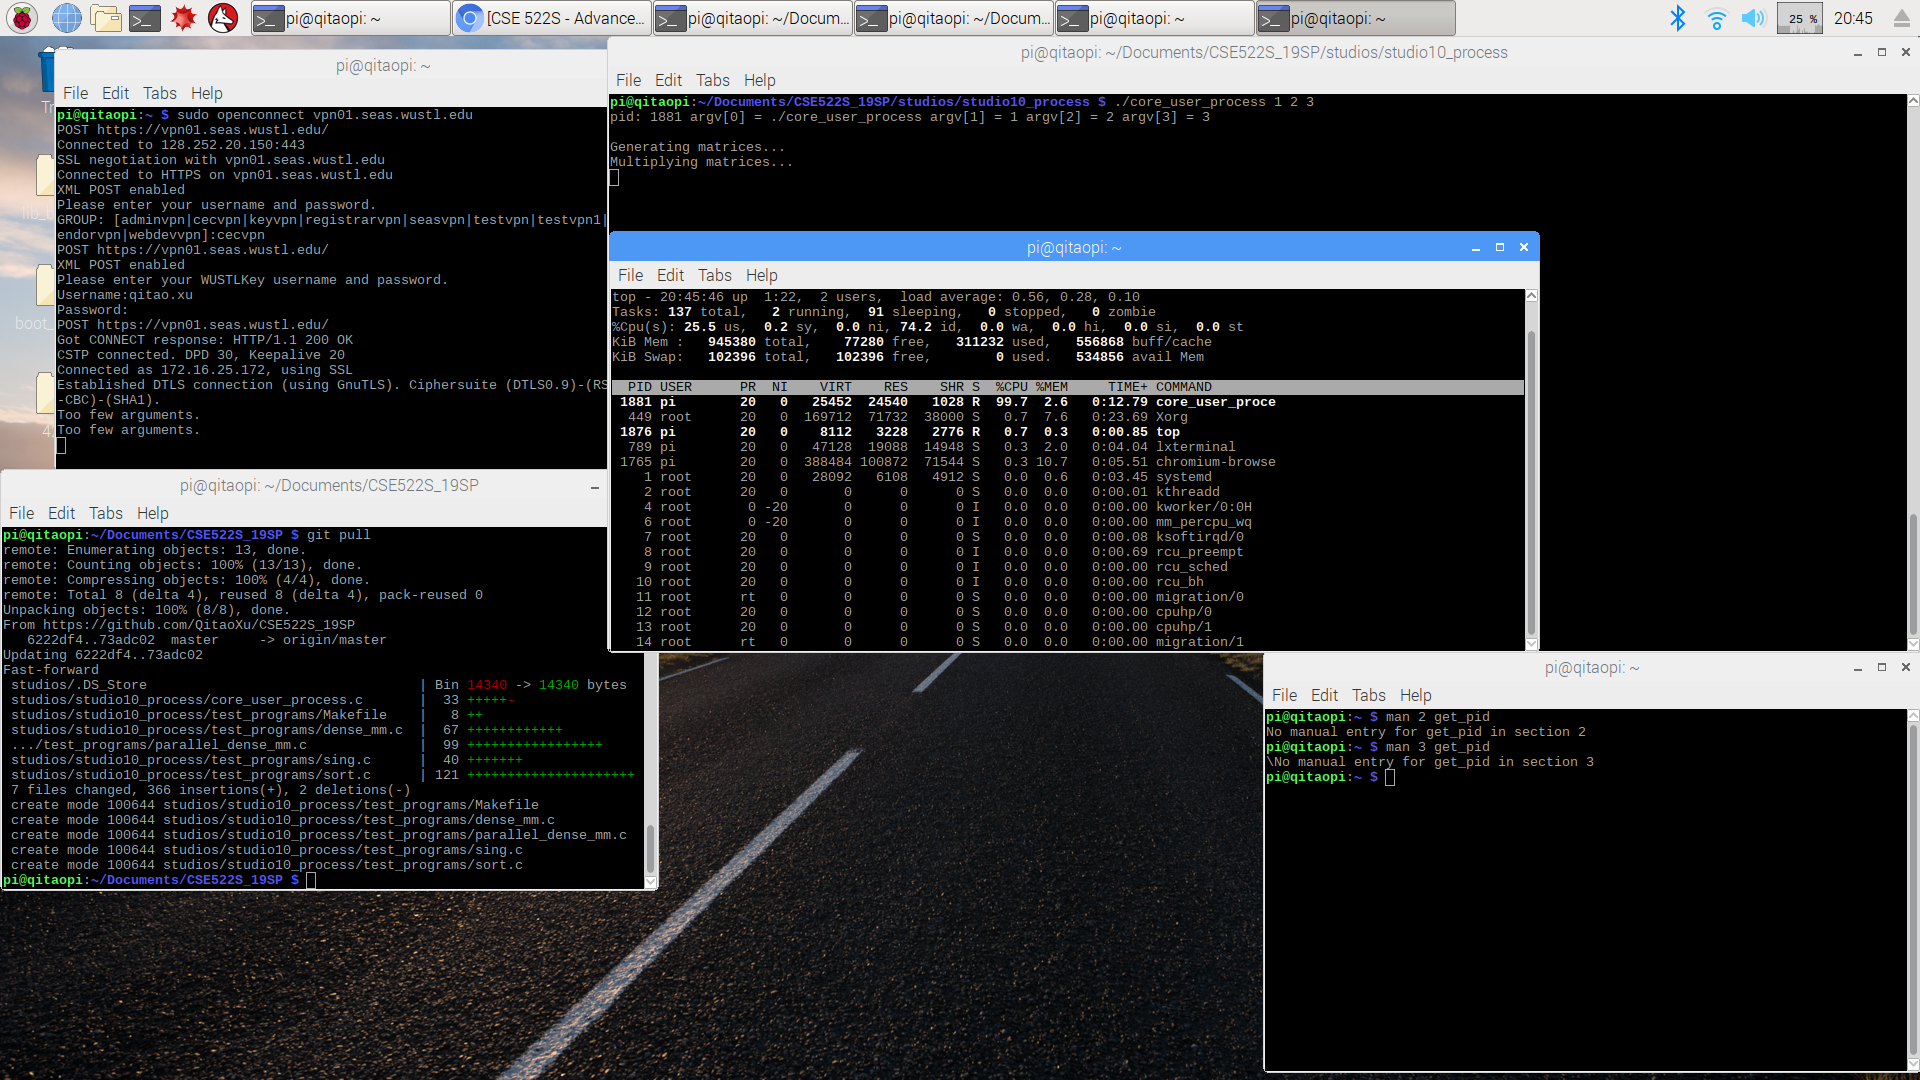 pi@qitaopi: ~
[CSE 522S - Advance...
pi@qitaopi: ~/Docum...
pi@qitaopi: ~/Docum...
pi@qitaopi: ~
pi@qitaopi: ~
25 %
20:45
pi@qitaopi: ~
File Edit Tabs Help
pi@qitaopi:~ $ sudo openconnect vpn01.seas.wustl.edu
POST https://vpn01.seas.wustl.edu/
Connected to 128.252.20.150:443
SSL negotiation with vpn01.seas.wustl.edu
Connected to HTTPS on vpn01.seas.wustl.edu
XML POST enabled
Please enter your username and password.
GROUP: [adminvpn|cecvpn|keyvpn|registrarvpn|seasvpn|testvpn|testvpn1|
endorvpn|webdevvpn]:cecvpn
POST https://vpn01.seas.wustl.edu/
XML POST enabled
Please enter your WUSTLKey username and password.
Username:qitao.xu
Password:
POST https://vpn01.seas.wustl.edu/
Got CONNECT response: HTTP/1.1 200 OK
CSTP connected. DPD 30, Keepalive 20
Connected as 172.16.25.172, using SSL
Established DTLS connection (using GnuTLS). Ciphersuite (DTLS0.9)-(RS
-CBC)-(SHA1).
Too few arguments.
Too few arguments.
pi@qitaopi: ~/Documents/CSE522S_19SP/studios/studio10_process
File Edit Tabs Help
pi@qitaopi:~/Documents/CSE522S_19SP/studios/studio10_process $ ./core_user_process 1 2 3
pid: 1881 argv[0] = ./core_user_process argv[1] = 1 argv[2] = 2 argv[3] = 3
Generating matrices...
Multiplying matrices...
pi@qitaopi: ~
File Edit Tabs Help
top - 20:45:46 up  1:22,  2 users,  load average: 0.56, 0.28, 0.10
Tasks: 137 total,   2 running,  91 sleeping,   0 stopped,   0 zombie
%Cpu(s): 25.5 us,  0.2 sy,  0.0 ni, 74.2 id,  0.0 wa,  0.0 hi,  0.0 si,  0.0 st
KiB Mem :   945380 total,    77280 free,   311232 used,   556868 buff/cache
KiB Swap:   102396 total,   102396 free,        0 used.   534856 avail Mem
PID USER      PR  NI    VIRT    RES    SHR S  %CPU %MEM     TIME+ COMMAND
1881 pi        20   0   25452  24540   1028 R  99.7  2.6   0:12.79 core_user_proce
449 root      20   0  169712  71732  38000 S   0.7  7.6   0:23.69 Xorg
1876 pi        20   0    8112   3228   2776 R   0.7  0.3   0:00.85 top
789 pi        20   0   47128  19088  14948 S   0.3  2.0   0:04.04 lxterminal
1765 pi        20   0  388484 100872  71544 S   0.3 10.7   0:05.51 chromium-browse
1 root      20   0   28092   6108   4912 S   0.0  0.6   0:03.45 systemd
2 root      20   0       0      0      0 S   0.0  0.0   0:00.01 kthreadd
4 root       0 -20       0      0      0 I   0.0  0.0   0:00.00 kworker/0:0H
6 root       0 -20       0      0      0 I   0.0  0.0   0:00.00 mm_percpu_wq
7 root      20   0       0      0      0 S   0.0  0.0   0:00.08 ksoftirqd/0
8 root      20   0       0      0      0 I   0.0  0.0   0:00.69 rcu_preempt
9 root      20   0       0      0      0 I   0.0  0.0   0:00.00 rcu_sched
10 root      20   0       0      0      0 I   0.0  0.0   0:00.00 rcu_bh
11 root      rt   0       0      0      0 S   0.0  0.0   0:00.00 migration/0
12 root      20   0       0      0      0 S   0.0  0.0   0:00.00 cpuhp/0
13 root      20   0       0      0      0 S   0.0  0.0   0:00.00 cpuhp/1
14 root      rt   0       0      0      0 S   0.0  0.0   0:00.00 migration/1
pi@qitaopi: ~/Documents/CSE522S_19SP
File Edit Tabs Help
pi@qitaopi:~/Documents/CSE522S_19SP $ git pull
remote: Enumerating objects: 13, done.
remote: Counting objects: 100% (13/13), done.
remote: Compressing objects: 100% (4/4), done.
remote: Total 8 (delta 4), reused 8 (delta 4), pack-reused 0
Unpacking objects: 100% (8/8), done.
From https://github.com/QitaoXu/CSE522S_19SP
6222df4..73adc02  master     -> origin/master
Updating 6222df4..73adc02
Fast-forward
studios/.DS_Store | Bin 14340 -> 14340 bytes
studios/studio10_process/core_user_process.c | 33 +++++-
studios/studio10_process/test_programs/Makefile | 8 ++
studios/studio10_process/test_programs/dense_mm.c | 67 ++++++++++++
.../test_programs/parallel_dense_mm.c | 99 +++++++++++++++++
studios/studio10_process/test_programs/sing.c | 40 +++++++
studios/studio10_process/test_programs/sort.c | 121 +++++++++++++++++++++
7 files changed, 366 insertions(+), 2 deletions(-)
create mode 100644 studios/studio10_process/test_programs/Makefile
create mode 100644 studios/studio10_process/test_programs/dense_mm.c
create mode 100644 studios/studio10_process/test_programs/parallel_dense_mm.c
create mode 100644 studios/studio10_process/test_programs/sing.c
create mode 100644 studios/studio10_process/test_programs/sort.c
pi@qitaopi:~/Documents/CSE522S_19SP $
pi@qitaopi: ~
File Edit Tabs Help
pi@qitaopi:~ $ man 2 get_pid
No manual entry for get_pid in section 2
pi@qitaopi:~ $ man 3 get_pid
\No manual entry for get_pid in section 3
pi@qitaopi:~ $